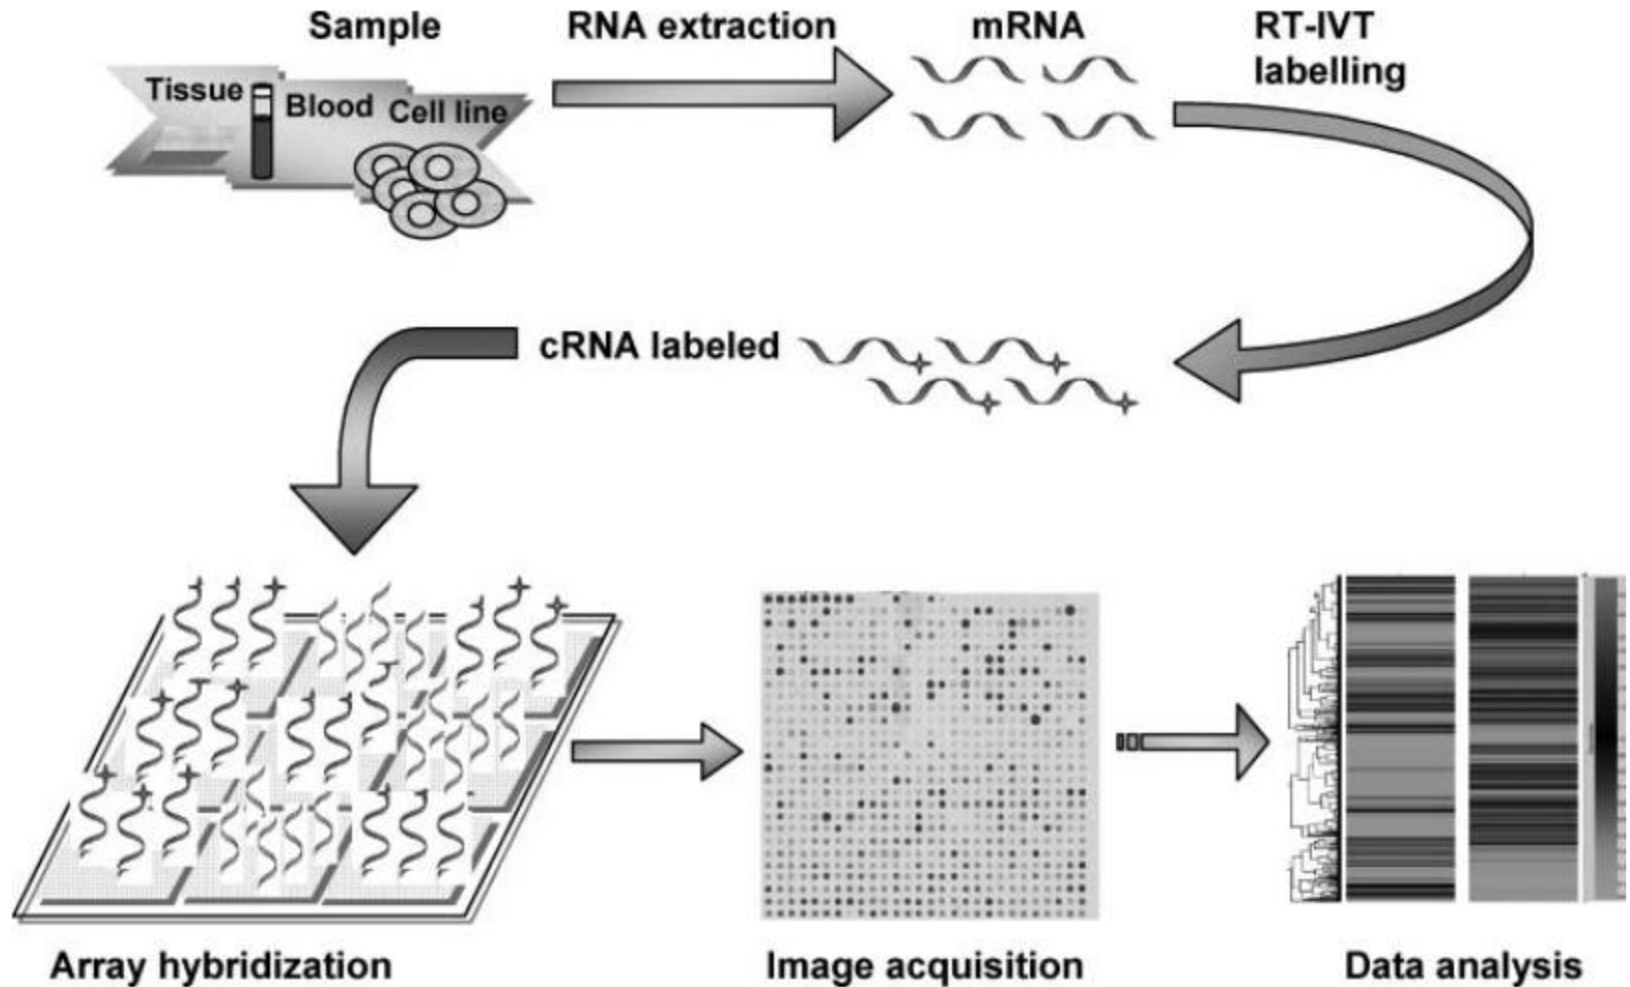 Sample
RNA extraction
mRNA
RT-IVT
labelling
Tissue
Blood
Cell line
cRNA labeled
Array hybridization
Image acquisition
Data analysis